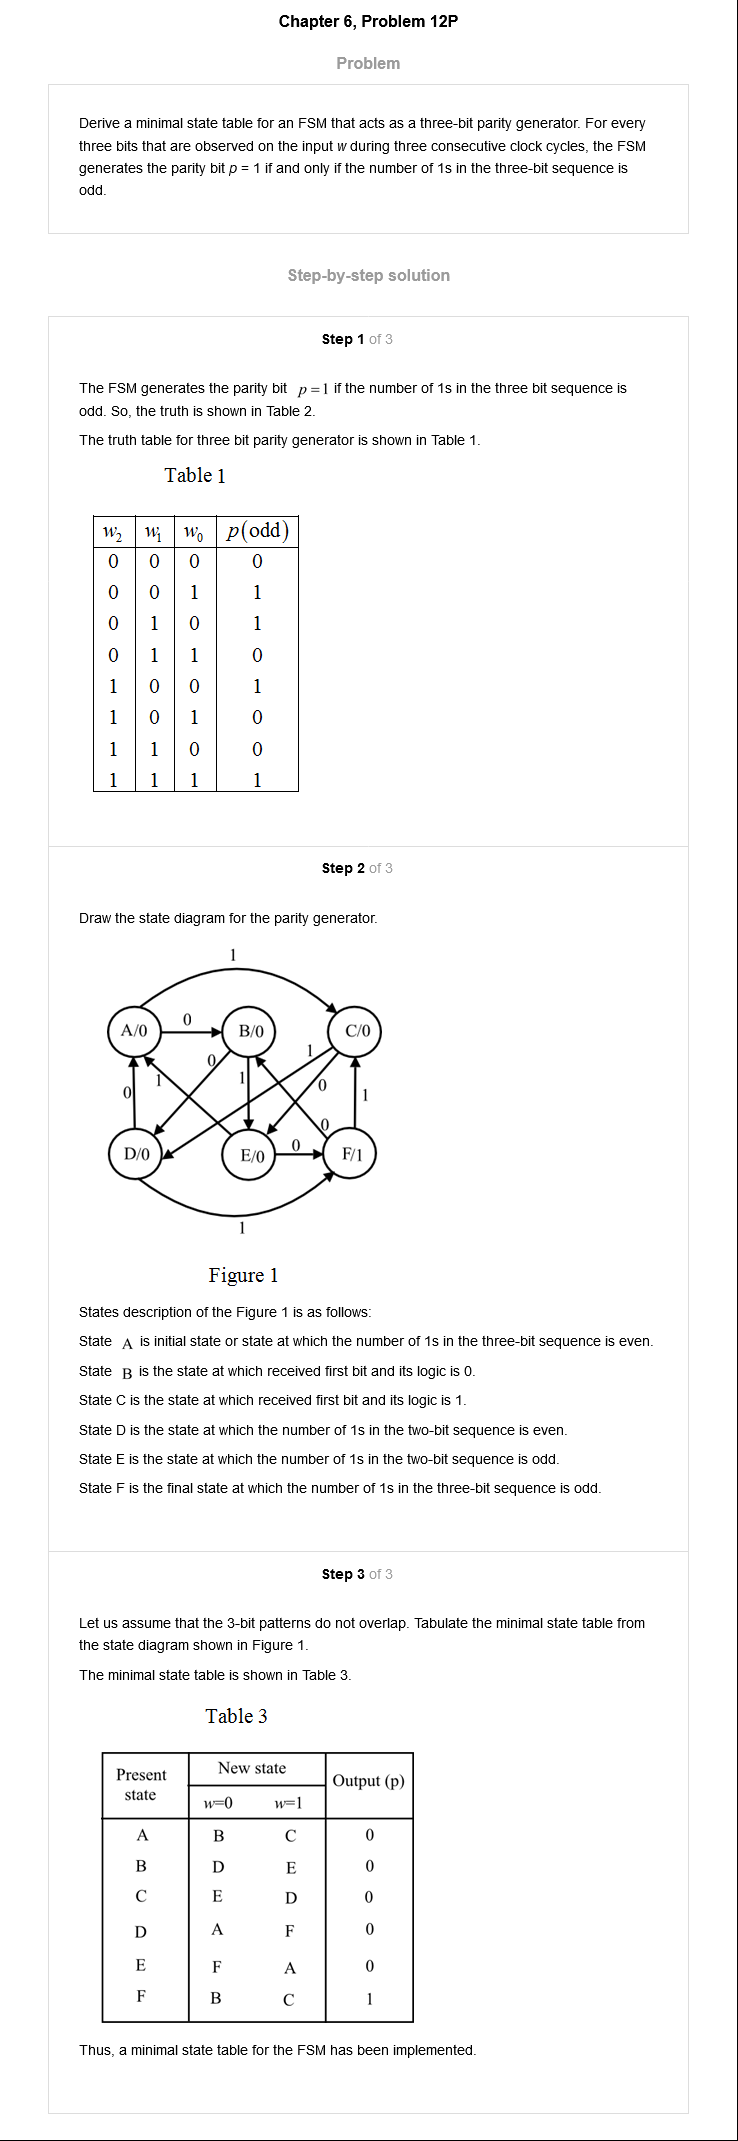 Chapter 6, Problem 12P
Problem
Derive a minimal state table for an FSM that acts as a three-bit parity generator. For every
three bits that are observed on the input w during three consecutive clock cycles, the FSM
generates the parity bit p = 1 if and only if the number of 1s in the three-bit sequence is
odd.
Step-by-step solution
Step 1 of 3
The FSM generates the parity bit p = 1 if the number of 1s in the three bit sequence is
odd. So, the truth is shown in Table 2.
The truth table for three bit parity generator is shown in Table 1.
Table 1
w₂ w₁ w₀ p(odd)
0 0 0 0
0 0 1 1
0 1 0 1
0 1 1 0
1 0 0 1
1 0 1 0
1 1 0 0
1 1 1 1
Step 2 of 3
Draw the state diagram for the parity generator.
1
0
A/0 B/0 C/0
0 1
1 1 0
0 1
0
0
D/0 E/0 F/1
1
Figure 1
States description of the Figure 1 is as follows:
State A is initial state or state at which the number of 1s in the three-bit sequence is even.
State B is the state at which received first bit and its logic is 0.
State C is the state at which received first bit and its logic is 1.
State D is the state at which the number of 1s in the two-bit sequence is even.
State E is the state at which the number of 1s in the two-bit sequence is odd.
State F is the final state at which the number of 1s in the three-bit sequence is odd.
Step 3 of 3
Let us assume that the 3-bit patterns do not overlap. Tabulate the minimal state table from
the state diagram shown in Figure 1.
The minimal state table is shown in Table 3.
Table 3
Present state New state Output (p)
w=0 w=1
A B C 0
B D E 0
C E D 0
D A F 0
E F A 0
F B C 1
Thus, a minimal state table for the FSM has been implemented.